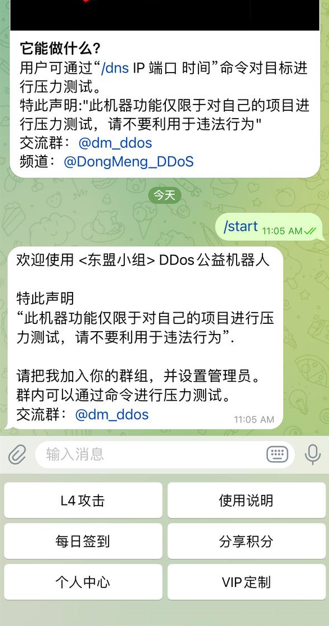 它能做什么?
用户可通过“/dns IP 端口 时间”命令对目标进
行压力测试。
特此声明:"此机器功能仅限于对自己的项目进
行压力测试，请不要利用于违法行为"
交流群：@dm_ddos
频道：@DongMeng_DDoS
今天
/start 11:05 AM
欢迎使用 <东盟小组> DDos公益机器人
特此声明
“此机器功能仅限于对自己的项目进行压
力测试，请不要利用于违法行为”.
请把我加入你的群组，并设置管理员。
群内可以通过命令进行压力测试。
交流群：@dm_ddos
11:05 AM
输入消息
L4攻击 使用说明
每日签到 分享积分
个人中心 VIP定制